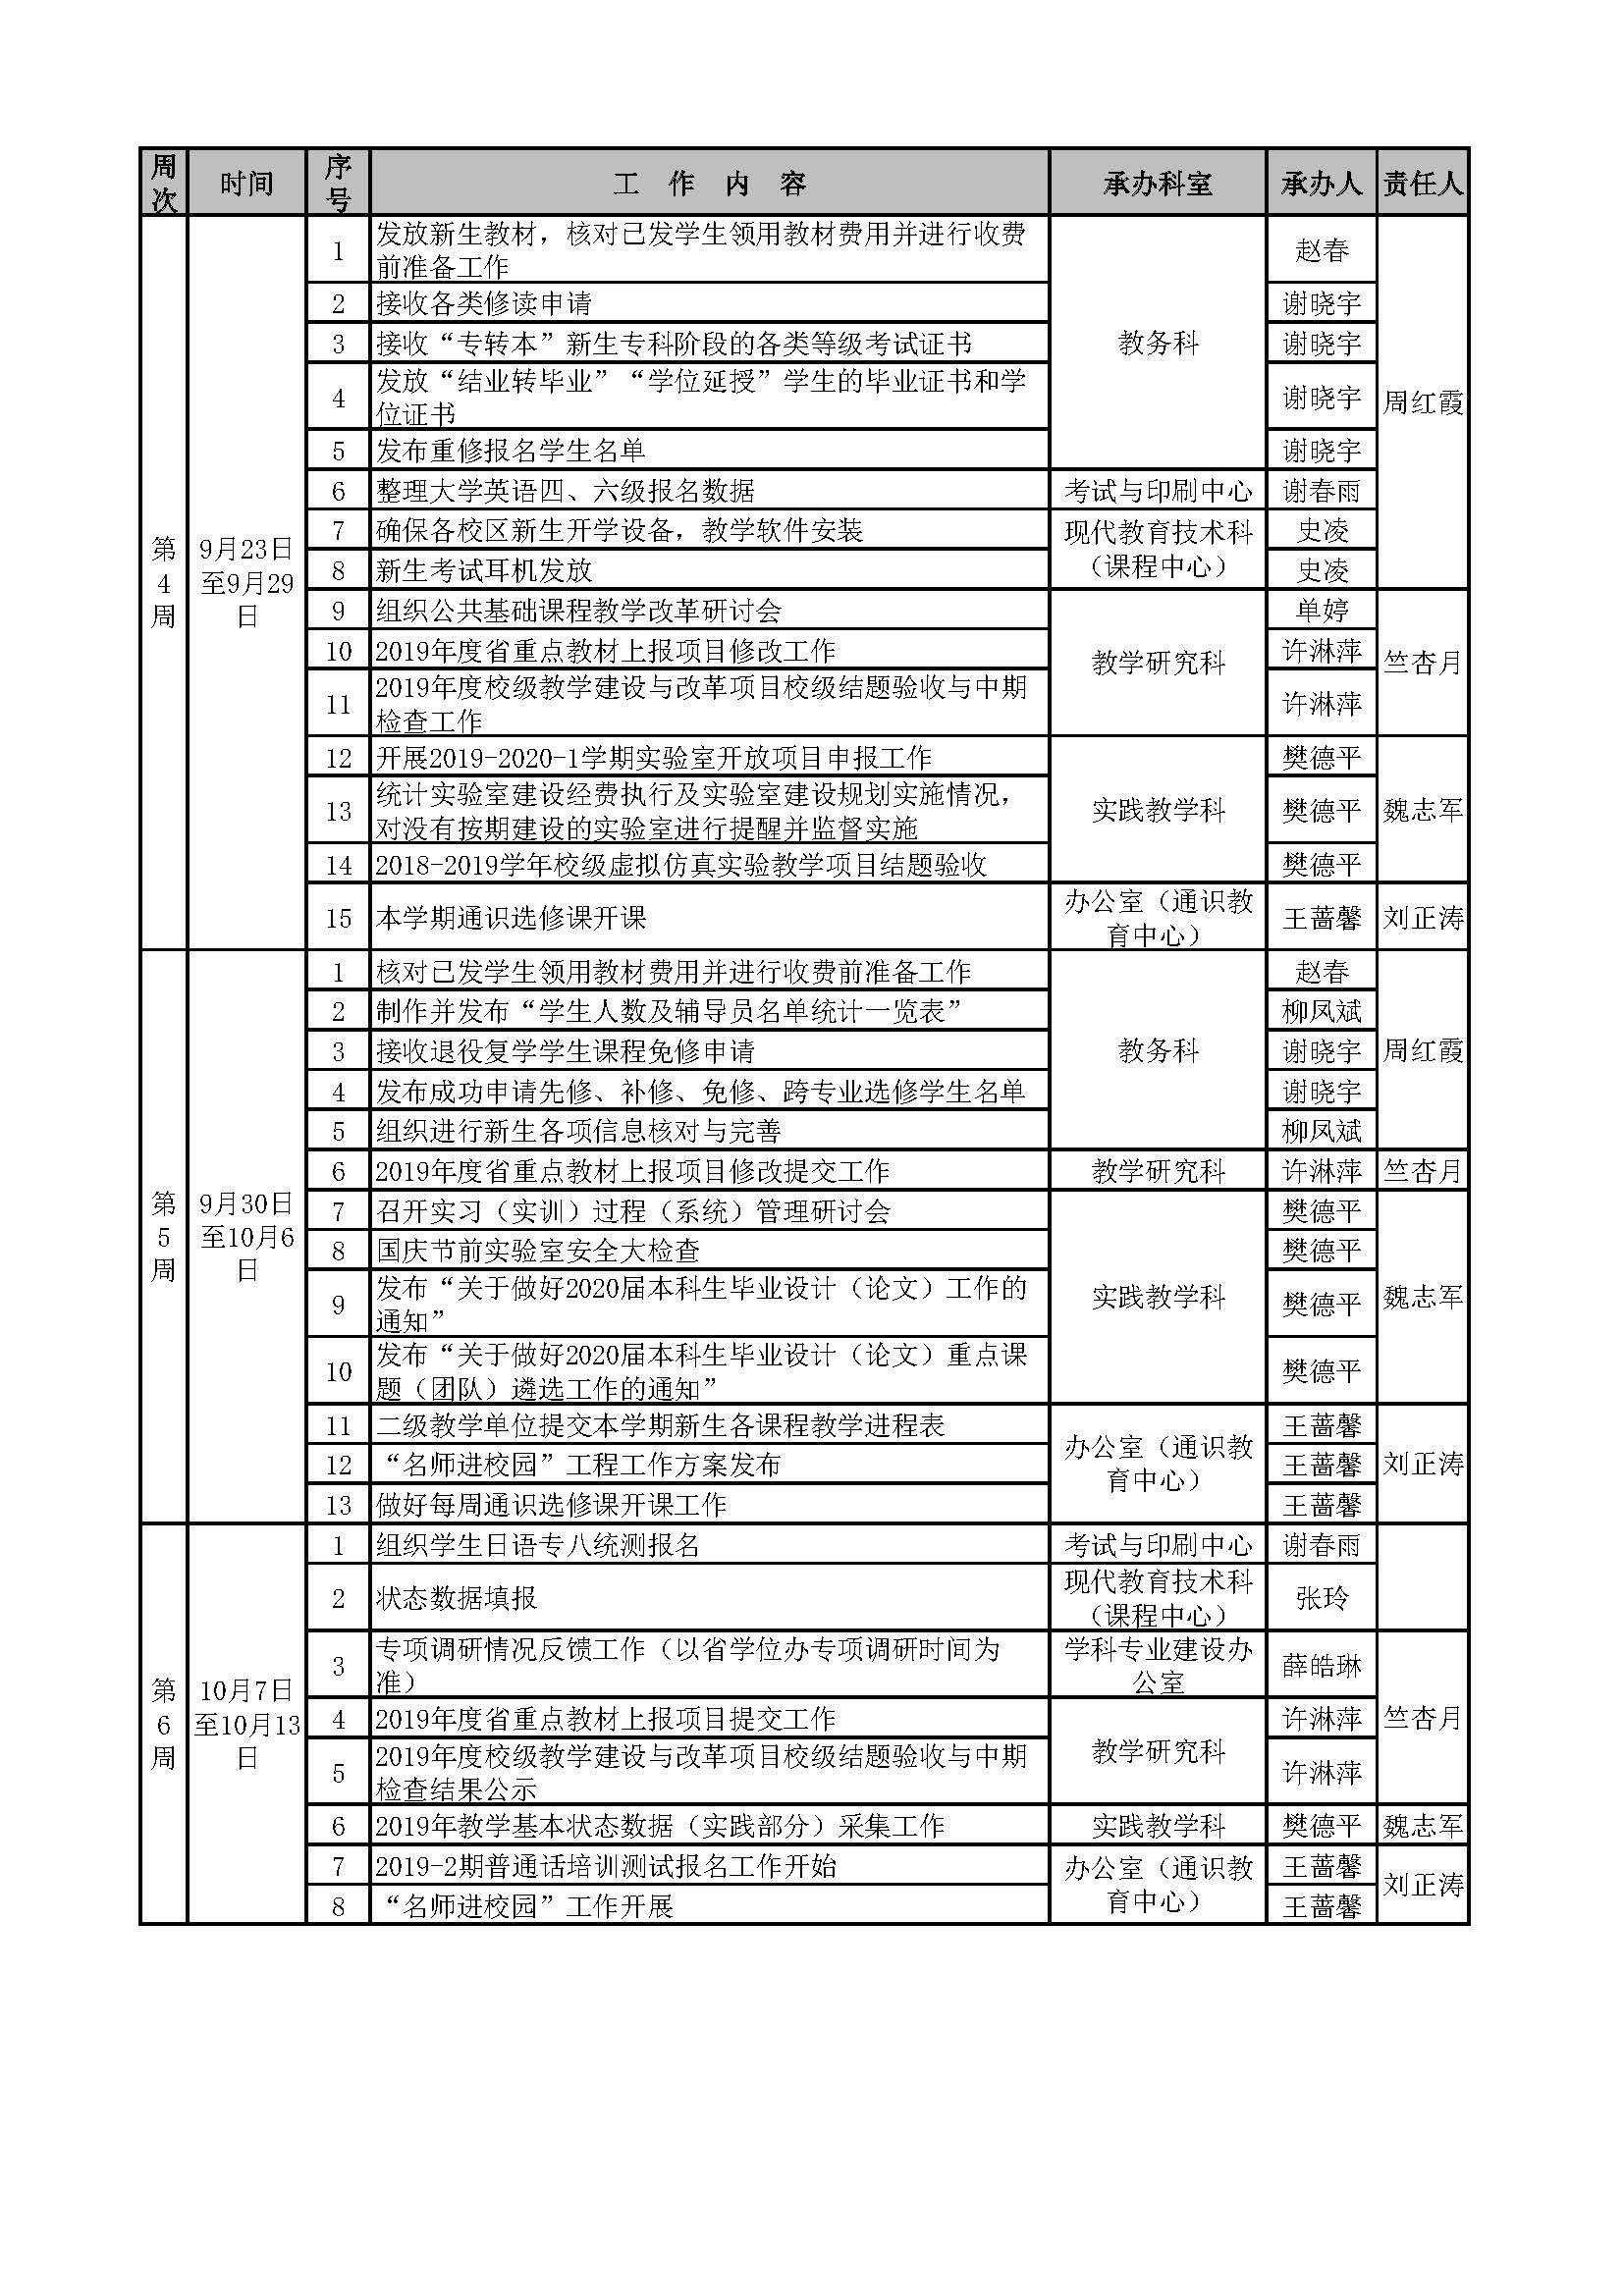 周次 时间 序号 工 作 内 容 承办科室 承办人 责任人
第4周 9月23日至9月29日
1 发放新生教材，核对已发学生领用教材费用并进行收费
前准备工作 教务科 赵春 周红霞
2 接收各类修读申请 谢晓宇
3 接收“专转本”新生专科阶段的各类等级考试证书 谢晓宇
4 发放“结业转毕业”“学位延授”学生的毕业证书和学
位证书 谢晓宇
5 发布重修报名学生名单 谢晓宇
6 整理大学英语四、六级报名数据 考试与印刷中心 谢春雨
7 确保各校区新生开学设备，教学软件安装 现代教育技术科
（课程中心） 史凌
8 新生考试耳机发放 史凌
9 组织公共基础课程教学改革研讨会 教学研究科 单婷 竺杏月
10 2019年度省重点教材上报项目修改工作 许淋萍
11 2019年度校级教学建设与改革项目校级结题验收与中期
检查工作 许淋萍
12 开展2019-2020-1学期实验室开放项目申报工作 实践教学科 樊德平 魏志军
13 统计实验室建设经费执行及实验室建设规划实施情况，
对没有按期建设的实验室进行提醒并监督实施 樊德平
14 2018-2019学年校级虚拟仿真实验教学项目结题验收 樊德平
15 本学期通识选修课开课 办公室（通识教
育中心） 王蔷馨 刘正涛
第5周 9月30日至10月6日
1 核对已发学生领用教材费用并进行收费前准备工作 教务科 赵春 周红霞
2 制作并发布“学生人数及辅导员名单统计一览表” 柳凤斌
3 接收退役复学学生课程免修申请 谢晓宇
4 发布成功申请先修、补修、免修、跨专业选修学生名单 谢晓宇
5 组织进行新生各项信息核对与完善 柳凤斌
6 2019年度省重点教材上报项目修改提交工作 教学研究科 许淋萍 竺杏月
7 召开实习（实训）过程（系统）管理研讨会 实践教学科 樊德平 魏志军
8 国庆节前实验室安全大检查 樊德平
9 发布“关于做好2020届本科生毕业设计（论文）工作的
通知” 樊德平
10 发布“关于做好2020届本科生毕业设计（论文）重点课
题（团队）遴选工作的通知” 樊德平
11 二级教学单位提交本学期新生各课程教学进程表 办公室（通识教
育中心） 王蔷馨 刘正涛
12 “名师进校园”工程工作方案发布 王蔷馨
13 做好每周通识选修课开课工作 王蔷馨
第6周 10月7日至10月13日
1 组织学生日语专八统测报名 考试与印刷中心 谢春雨
2 状态数据填报 现代教育技术科
（课程中心） 张玲
3 专项调研情况反馈工作（以省学位办专项调研时间为
准） 学科专业建设办
公室 薛皓琳 竺杏月
4 2019年度省重点教材上报项目提交工作 教学研究科 许淋萍
5 2019年度校级教学建设与改革项目校级结题验收与中期
检查结果公示 许淋萍
6 2019年教学基本状态数据（实践部分）采集工作 实践教学科 樊德平 魏志军
7 2019-2期普通话培训测试报名工作开始 办公室（通识教
育中心） 王蔷馨 刘正涛
8 “名师进校园”工作开展 王蔷馨